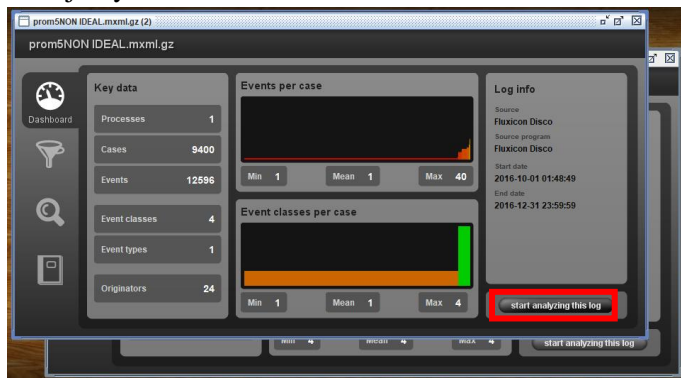 prom5NON IDEAL.mxml.gz (2)
prom5NON IDEAL.mxml.gz
Dashboard
Key data
Processes 1
Cases 9400
Events 12596
Event classes 4
Event types 1
Originators 24
Events per case
Min 1 Mean 1 Max 40
Event classes per case
Min 1 Mean 1 Max 4
Log info
Source
Fluxicon Disco
Source program
Fluxicon Disco
Start date
2016-10-01 01:48:49
End date
2016-12-31 23:59:59
start analyzing this log
Min 4 Mean 4 Max 4
start analyzing this log